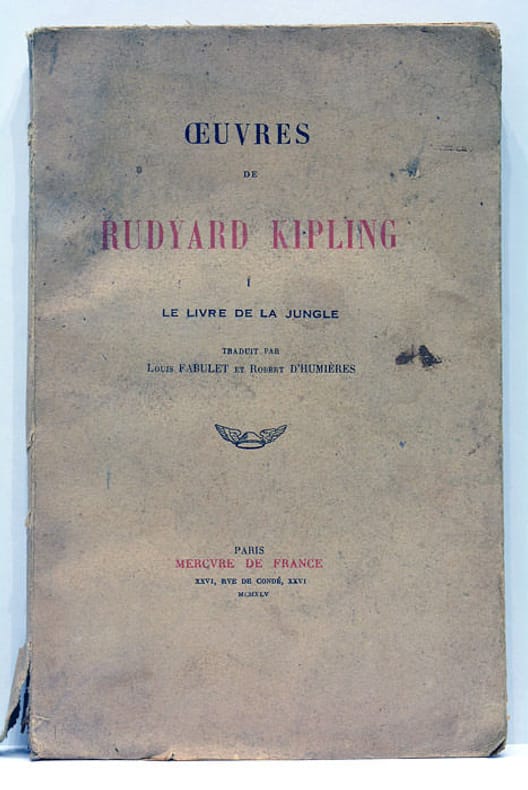 ŒUVRES
DE
RUDYARD KIPLING
I
LE LIVRE DE LA JUNGLE
TRADUIT PAR
Louis FABULET et Robert D'HUMIÈRES
PARIS
MERCVRE DE FRANCE
XXVI, RVE DE CONDÉ, XXVI
MCMXLV